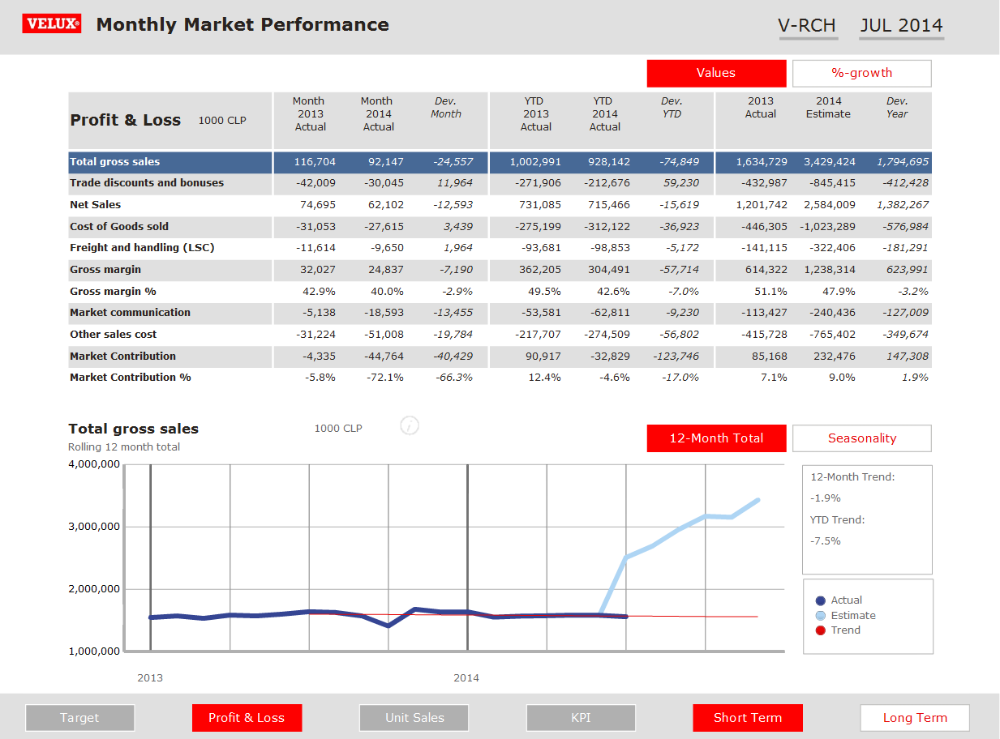 VELUX®
Monthly Market Performance
V-RCH JUL 2014
Values %-growth
Profit & Loss 1000 CLP
Month 2013 Actual
Month 2014 Actual
Dev. Month
YTD 2013 Actual
YTD 2014 Actual
Dev. YTD
2013 Actual
2014 Estimate
Dev. Year
Total gross sales 116,704 92,147 -24,557 1,002,991 928,142 -74,849 1,634,729 3,429,424 1,794,695
Trade discounts and bonuses -42,009 -30,045 11,964 -271,906 -212,676 59,230 -432,987 -845,415 -412,428
Net Sales 74,695 62,102 -12,593 731,085 715,466 -15,619 1,201,742 2,584,009 1,382,267
Cost of Goods sold -31,053 -27,615 3,439 -275,199 -312,122 -36,923 -446,305 -1,023,289 -576,984
Freight and handling (LSC) -11,614 -9,650 1,964 -93,681 -98,853 -5,172 -141,115 -322,406 -181,291
Gross margin 32,027 24,837 -7,190 362,205 304,491 -57,714 614,322 1,238,314 623,991
Gross margin % 42.9% 40.0% -2.9% 49.5% 42.6% -7.0% 51.1% 47.9% -3.2%
Market communication -5,138 -18,593 -13,455 -53,581 -62,811 -9,230 -113,427 -240,436 -127,009
Other sales cost -31,224 -51,008 -19,784 -217,707 -274,509 -56,802 -415,728 -765,402 -349,674
Market Contribution -4,335 -44,764 -40,429 90,917 -32,829 -123,746 85,168 232,476 147,308
Market Contribution % -5.8% -72.1% -66.3% 12.4% -4.6% -17.0% 7.1% 9.0% 1.9%
Total gross sales 1000 CLP i
Rolling 12 month total
12-Month Total Seasonality
4,000,000
3,000,000
2,000,000
1,000,000
2013 2014
12-Month Trend:
-1.9%
YTD Trend:
-7.5%
Actual
Estimate
Trend
Target Profit & Loss Unit Sales KPI Short Term Long Term